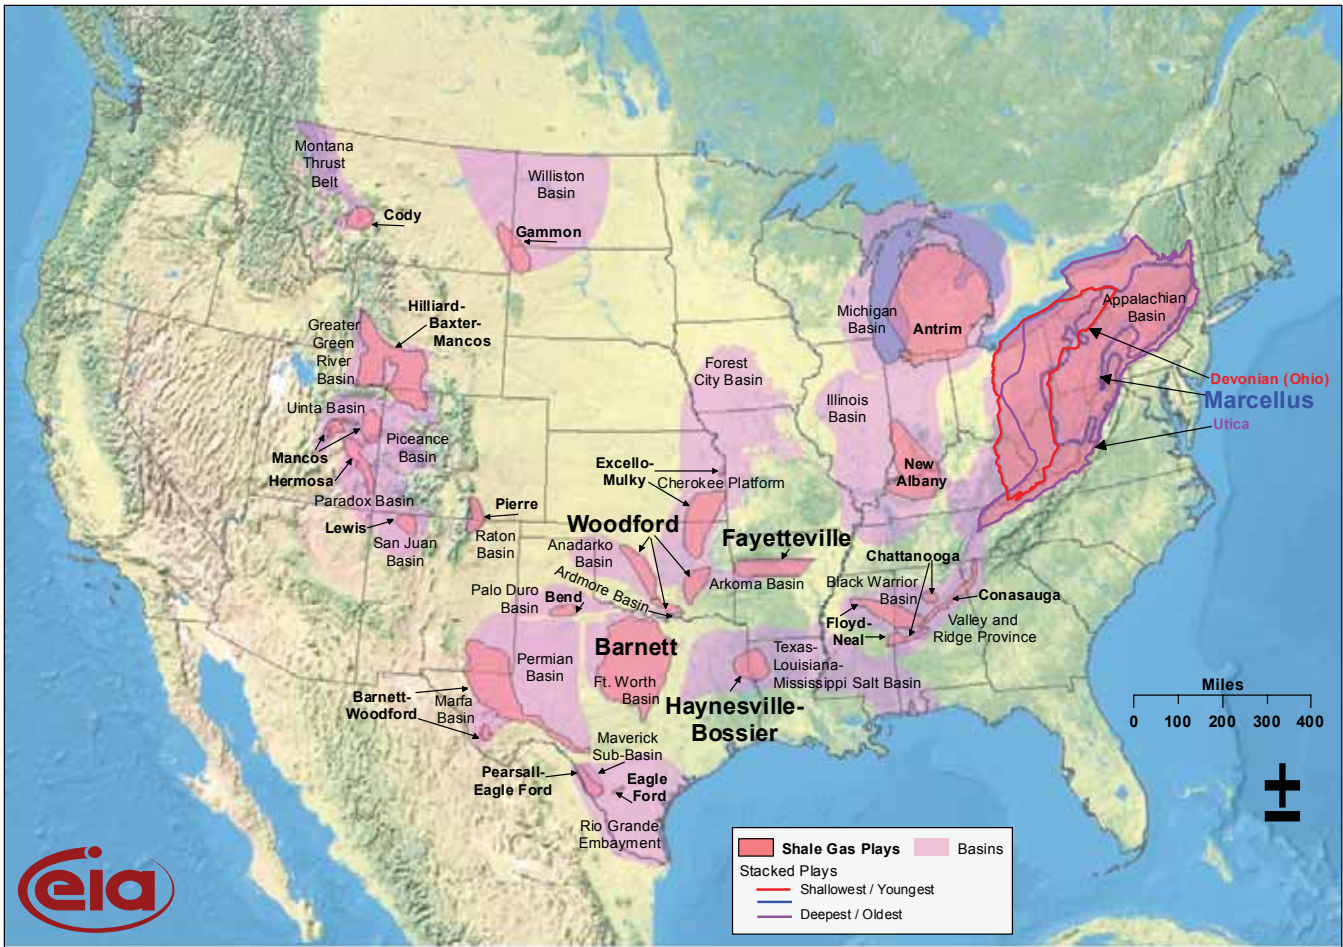 Montana
Thrust
Belt
Cody
Williston
Basin
Gammon
Hilliard-
Baxter-
Mancos
Greater
Green
River
Basin
Uinta Basin
Piceance
Basin
Mancos
Hermosa
Paradox Basin
Lewis
San Juan
Basin
Pierre
Raton
Basin
Forest
City Basin
Excello-
Mulky
Cherokee Platform
Michigan
Basin
Antrim
Illinois
Basin
New
Albany
Appalachian
Basin
Devonian (Ohio)
Marcellus
Utica
Woodford
Anadarko
Basin
Ardmore Basin
Palo Duro
Basin
Bend
Fayetteville
Arkoma Basin
Chattanooga
Black Warrior
Basin
Conasauga
Floyd-
Neal
Valley and
Ridge Province
Barnett
Ft. Worth
Basin
Permian
Basin
Barnett-
Woodford
Marfa
Basin
Texas-
Louisiana-
Mississippi Salt Basin
Haynesville-
Bossier
Maverick
Sub-Basin
Pearsall-
Eagle Ford
Eagle
Ford
Rio Grande
Embayment
Miles
0 100 200 300 400
±
Shale Gas Plays
Basins
Stacked Plays
Shallowest / Youngest
Deepest / Oldest
eia